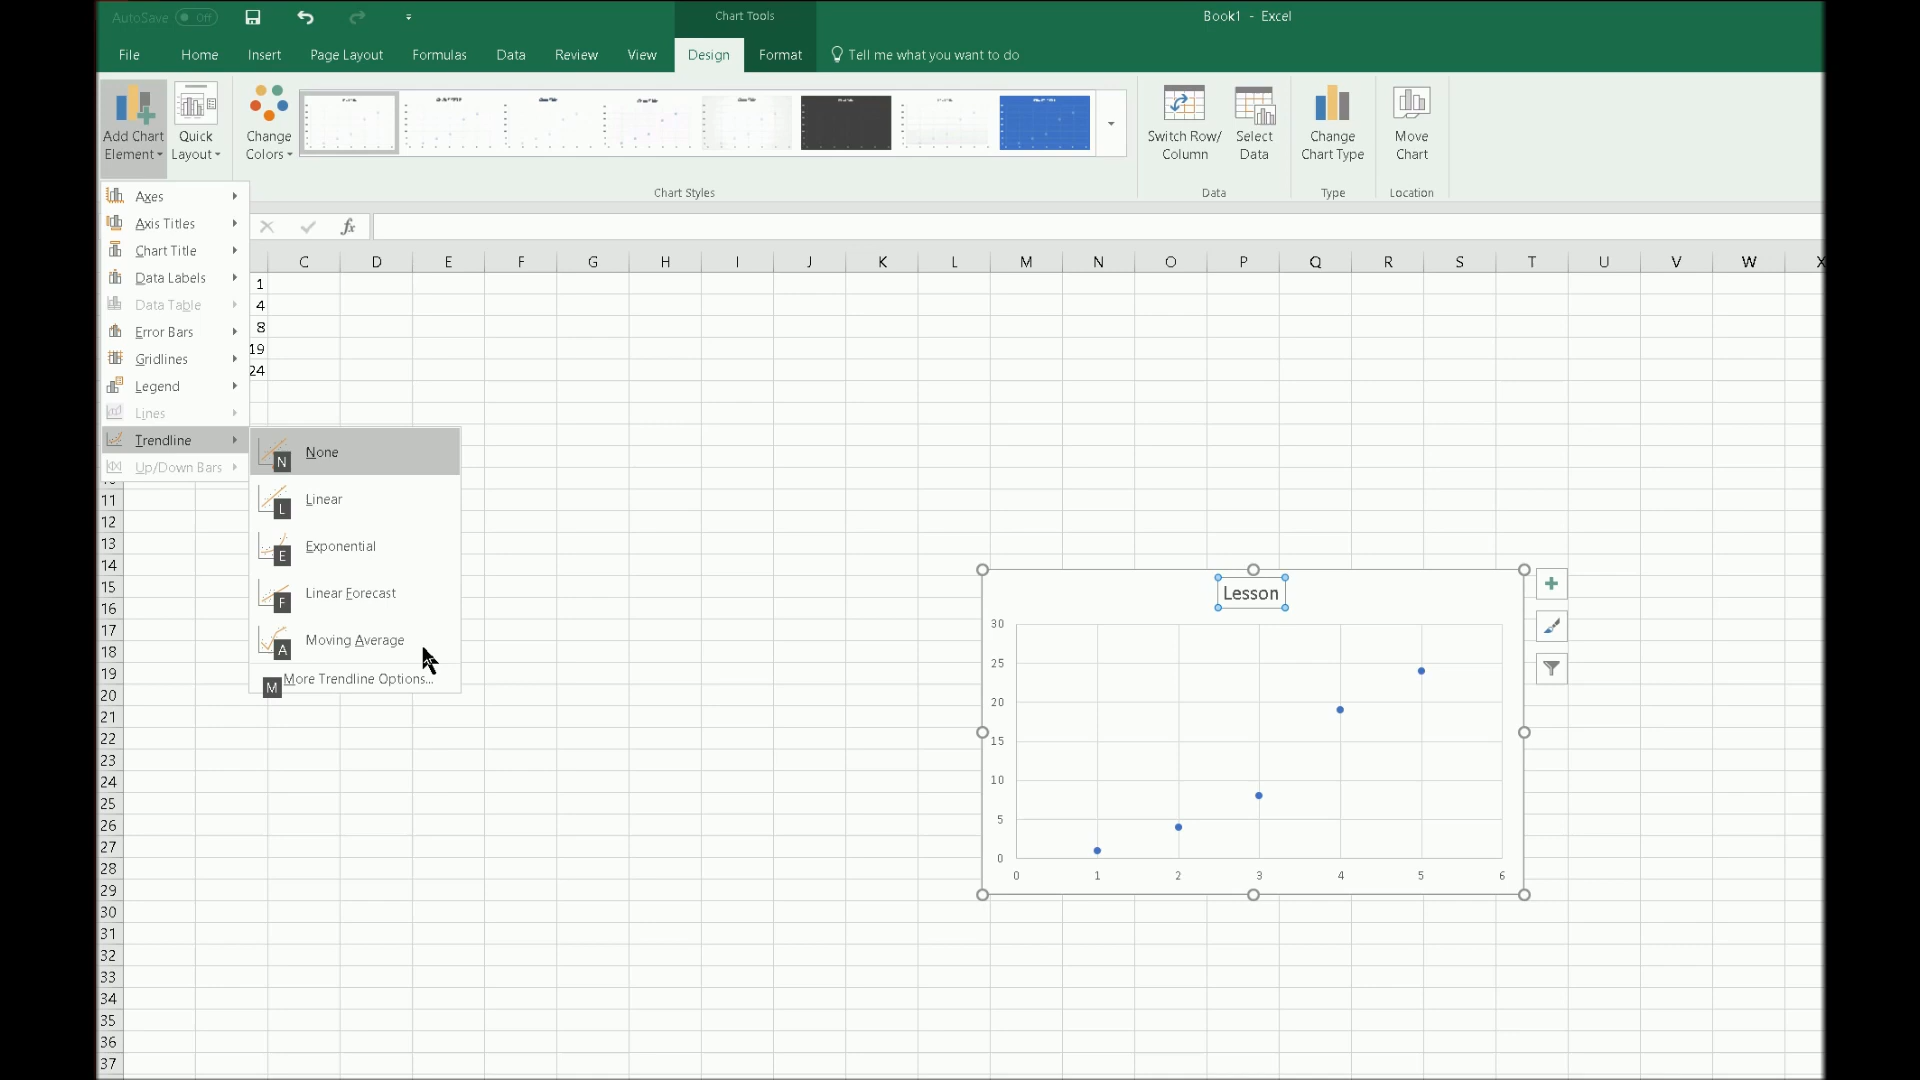 AutoSave Off
Chart Tools
Book1 - Excel
File Home Insert Page Layout Formulas Data Review View Design Format Tell me what you want to do
Add Chart Element
Quick Layout
Change Colors
Switch Row/ Column
Select Data
Change Chart Type
Move Chart
Chart Styles
Data
Type
Location
Axes
Axis Titles
Chart Title
Data Labels
Data Table
Error Bars
Gridlines
Legend
Lines
Trendline
Up/Down Bars
fx
C D E F G H I J K L M N O P Q R S T U V W X
1
4
8
19
24
N None
L Linear
E Exponential
F Linear Forecast
A Moving Average
M More Trendline Options...
11
12
13
14
15
16
17
18
19
20
21
22
23
24
25
26
27
28
29
30
31
32
33
34
35
36
37
Lesson
30
25
20
15
10
5
0
0 1 2 3 4 5 6